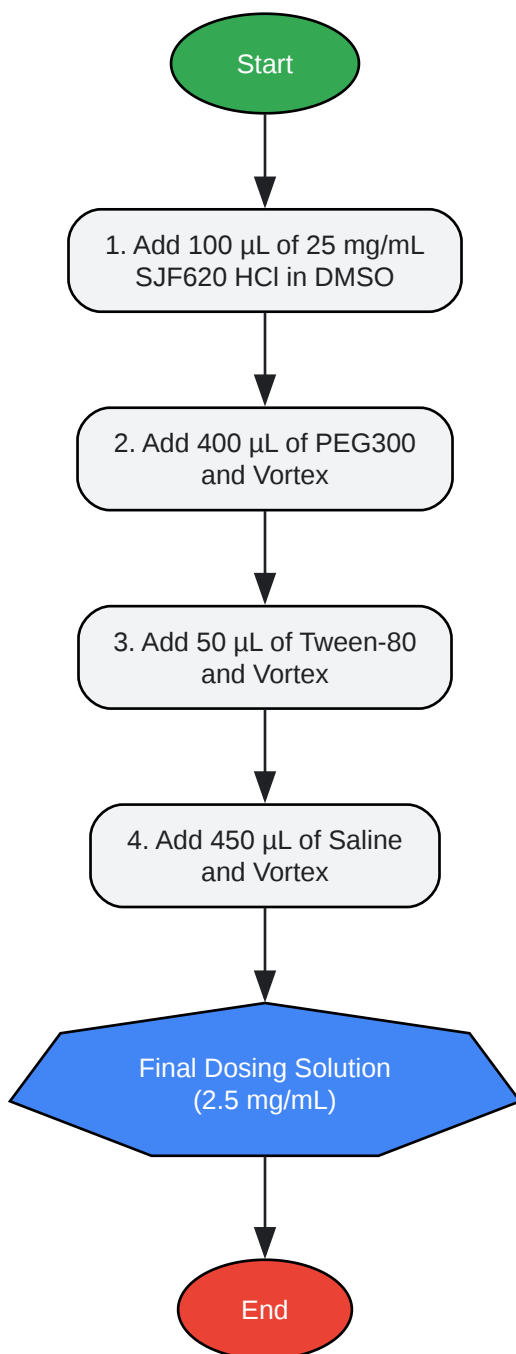 Start
1. Add 100 µL of 25 mg/mL
SJF620 HCl in DMSO
2. Add 400 µL of PEG300
and Vortex
3. Add 50 µL of Tween-80
and Vortex
4. Add 450 µL of Saline
and Vortex
Final Dosing Solution
(2.5 mg/mL)
End